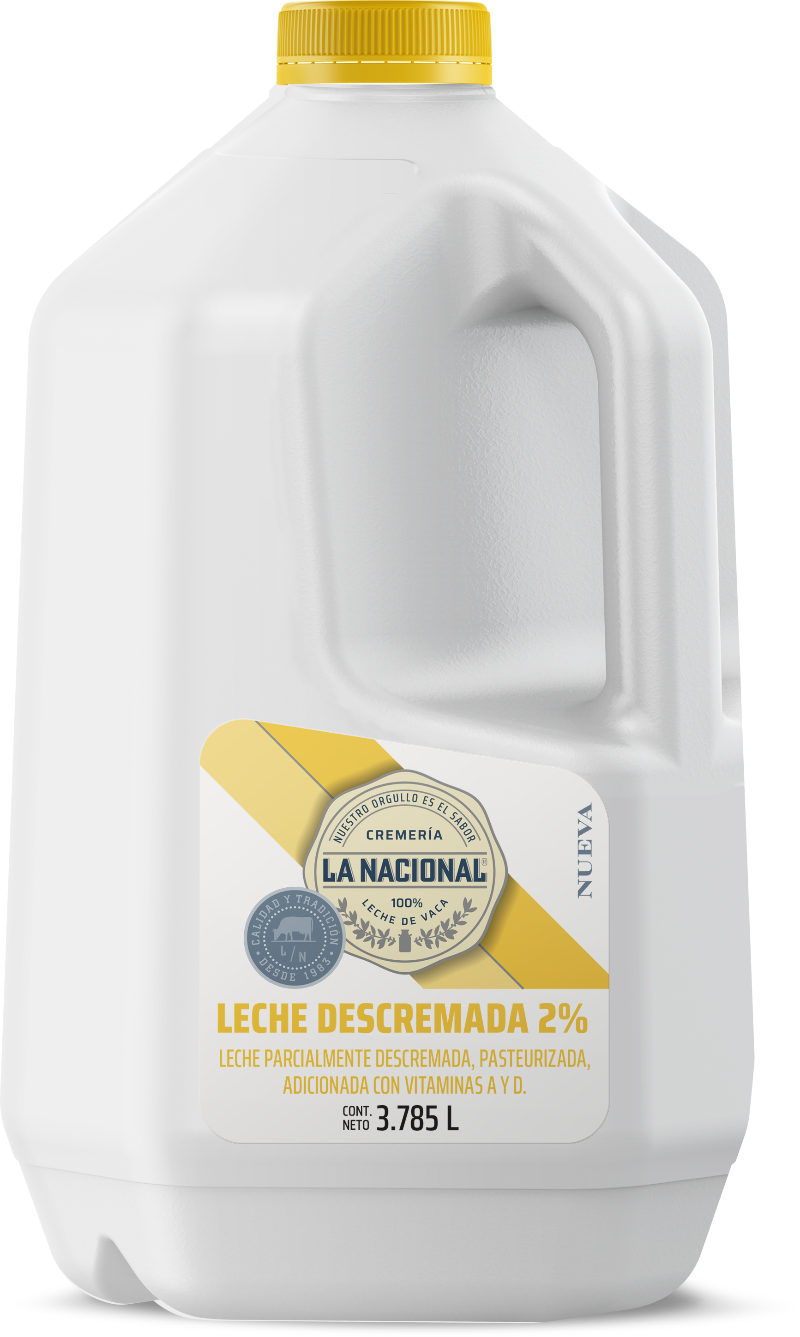 NUESTRO ORGULLO ES EL SABOR
CREMERÍA
LA NACIONAL®
100%
LECHE DE VACA
NUEVA
CALIDAD Y TRADICIÓN
L/N
DESDE 1983
LECHE DESCREMADA 2%
LECHE PARCIALMENTE DESCREMADA, PASTEURIZADA,
ADICIONADA CON VITAMINAS A Y D.
CONT.
NETO 3.785 L